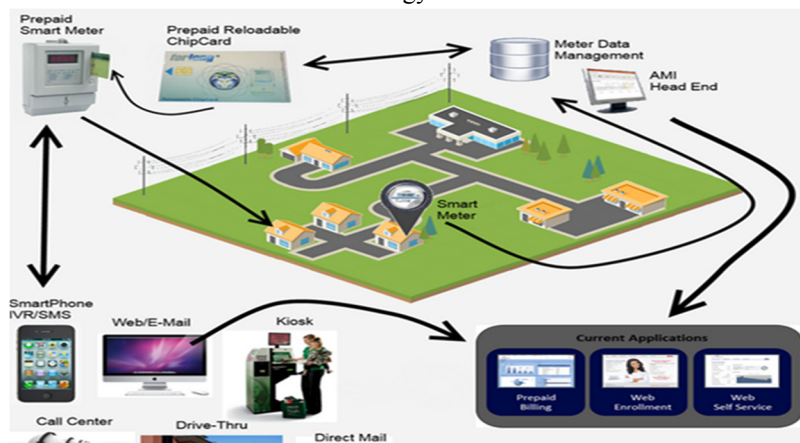 Prepaid
Smart Meter
Prepaid Reloadable
ChipCard
Meter Data
Management
AMI
Head End
Smart
Meter
SmartPhone
IVR/SMS
Web/E-Mail
Kiosk
Current Applications
Prepaid
Billing
Web
Enrollment
Web
Self Service
Call Center
Drive-Thru
Direct Mail